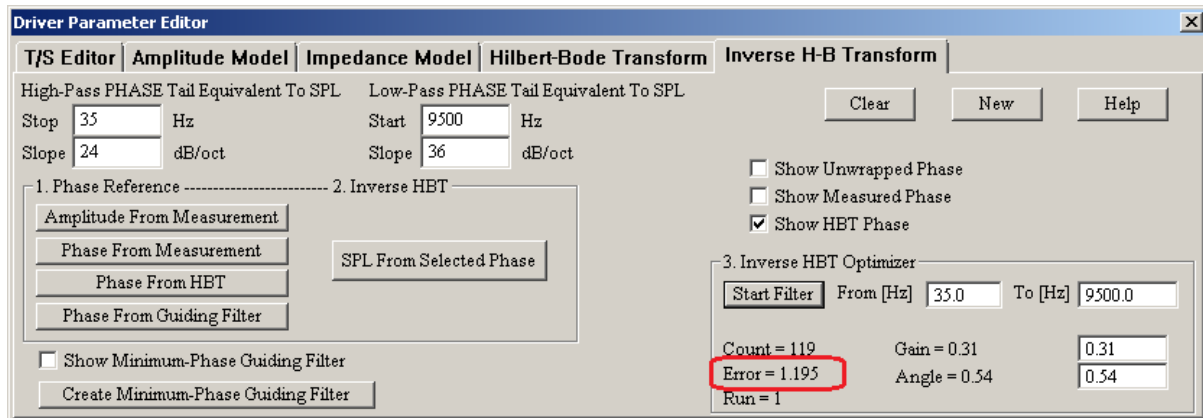 Driver Parameter Editor
T/S Editor Amplitude Model Impedance Model Hilbert-Bode Transform Inverse H-B Transform
High-Pass PHASE Tail Equivalent To SPL Low-Pass PHASE Tail Equivalent To SPL
Clear New Help
Stop 35 Hz Start 9500 Hz
Slope 24 dB/oct Slope 36 dB/oct
Show Unwrapped Phase
Show Measured Phase
Show HBT Phase
1. Phase Reference ------------------------- 2. Inverse HBT
Amplitude From Measurement
Phase From Measurement
SPL From Selected Phase
Phase From HBT
Phase From Guiding Filter
Show Minimum-Phase Guiding Filter
Create Minimum-Phase Guiding Filter
3. Inverse HBT Optimizer
Start Filter From [Hz] 35.0 To [Hz] 9500.0
Count = 119 Gain = 0.31 0.31
Error = 1.195 Angle = 0.54 0.54
Run = 1